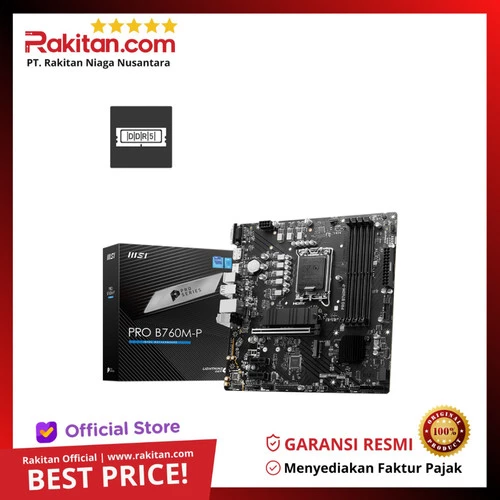 Rakitan.com
PT. Rakitan Niaga Nusantara
DDR5
msi
PRO SERIES
PRO B760M-P
LIGHTNING
Official Store
Rakitan Official | www.rakitan.com
BEST PRICE!
GARANSI RESMI
Menyediakan Faktur Pajak
ORIGINAL
100%
PRODUCT